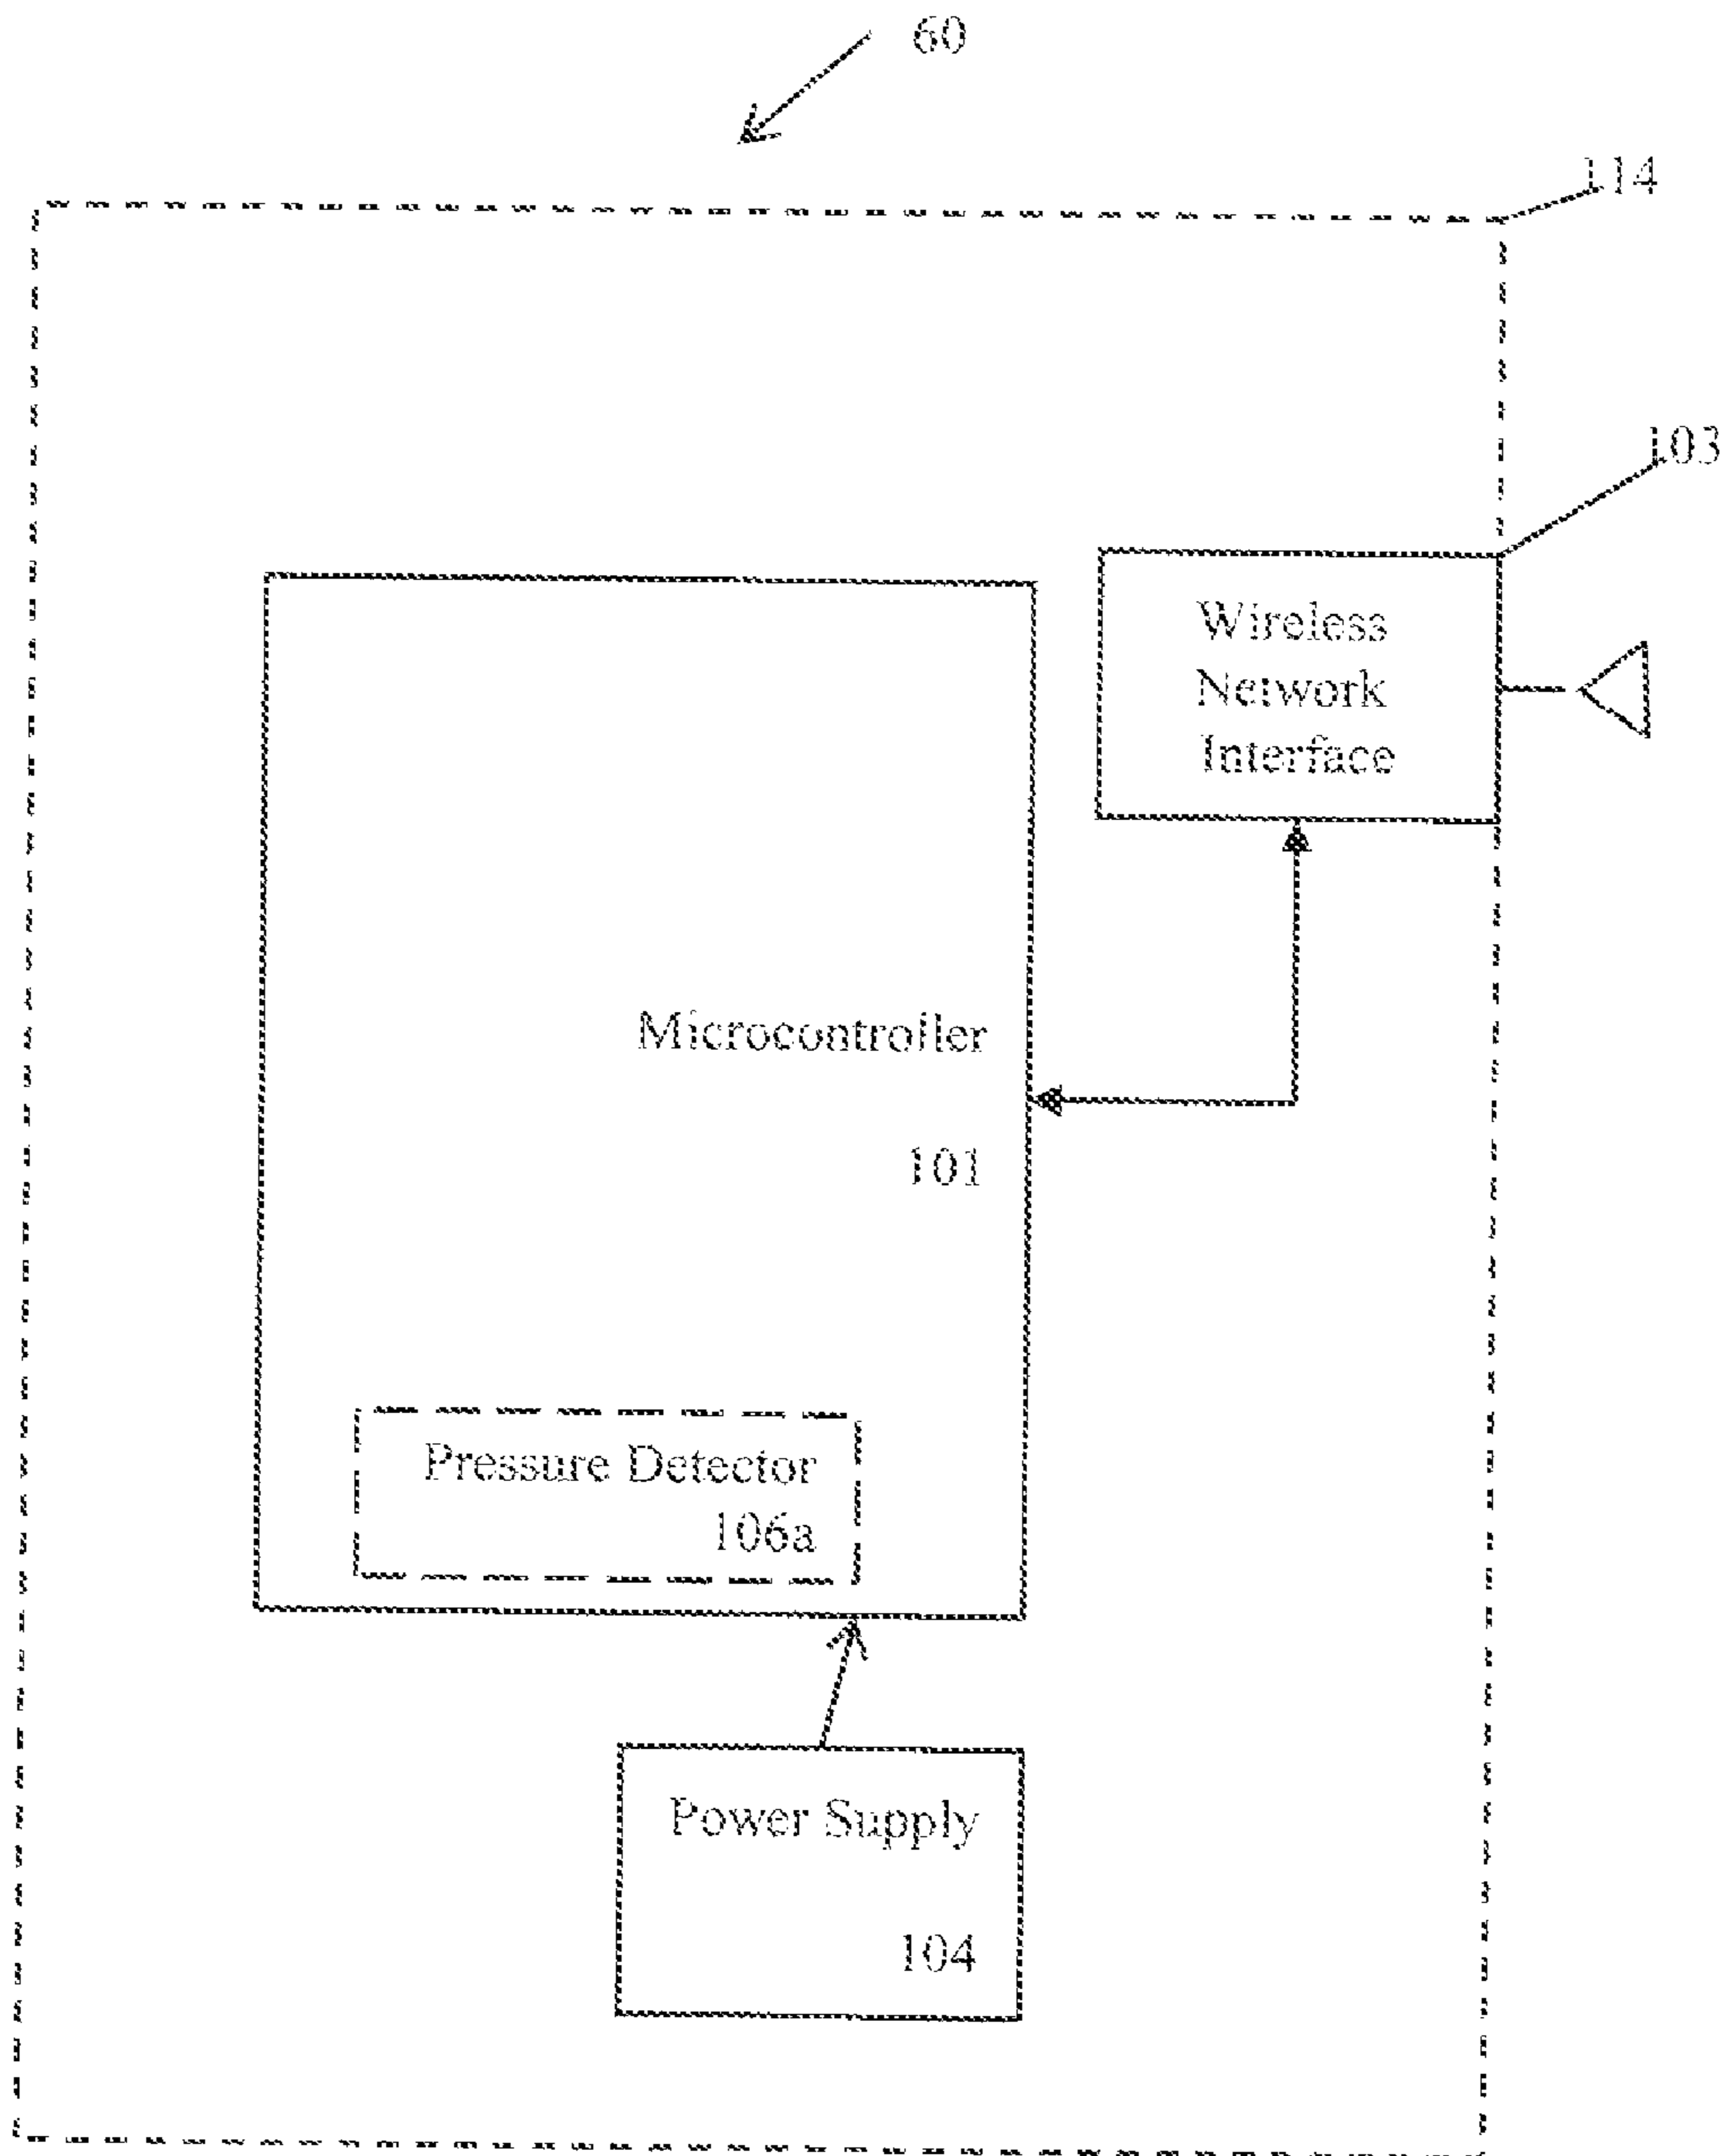 60
114
103
Wireless
Network
Interface
Microcontroller
101
Pressure Detector
106a
Power Supply
104